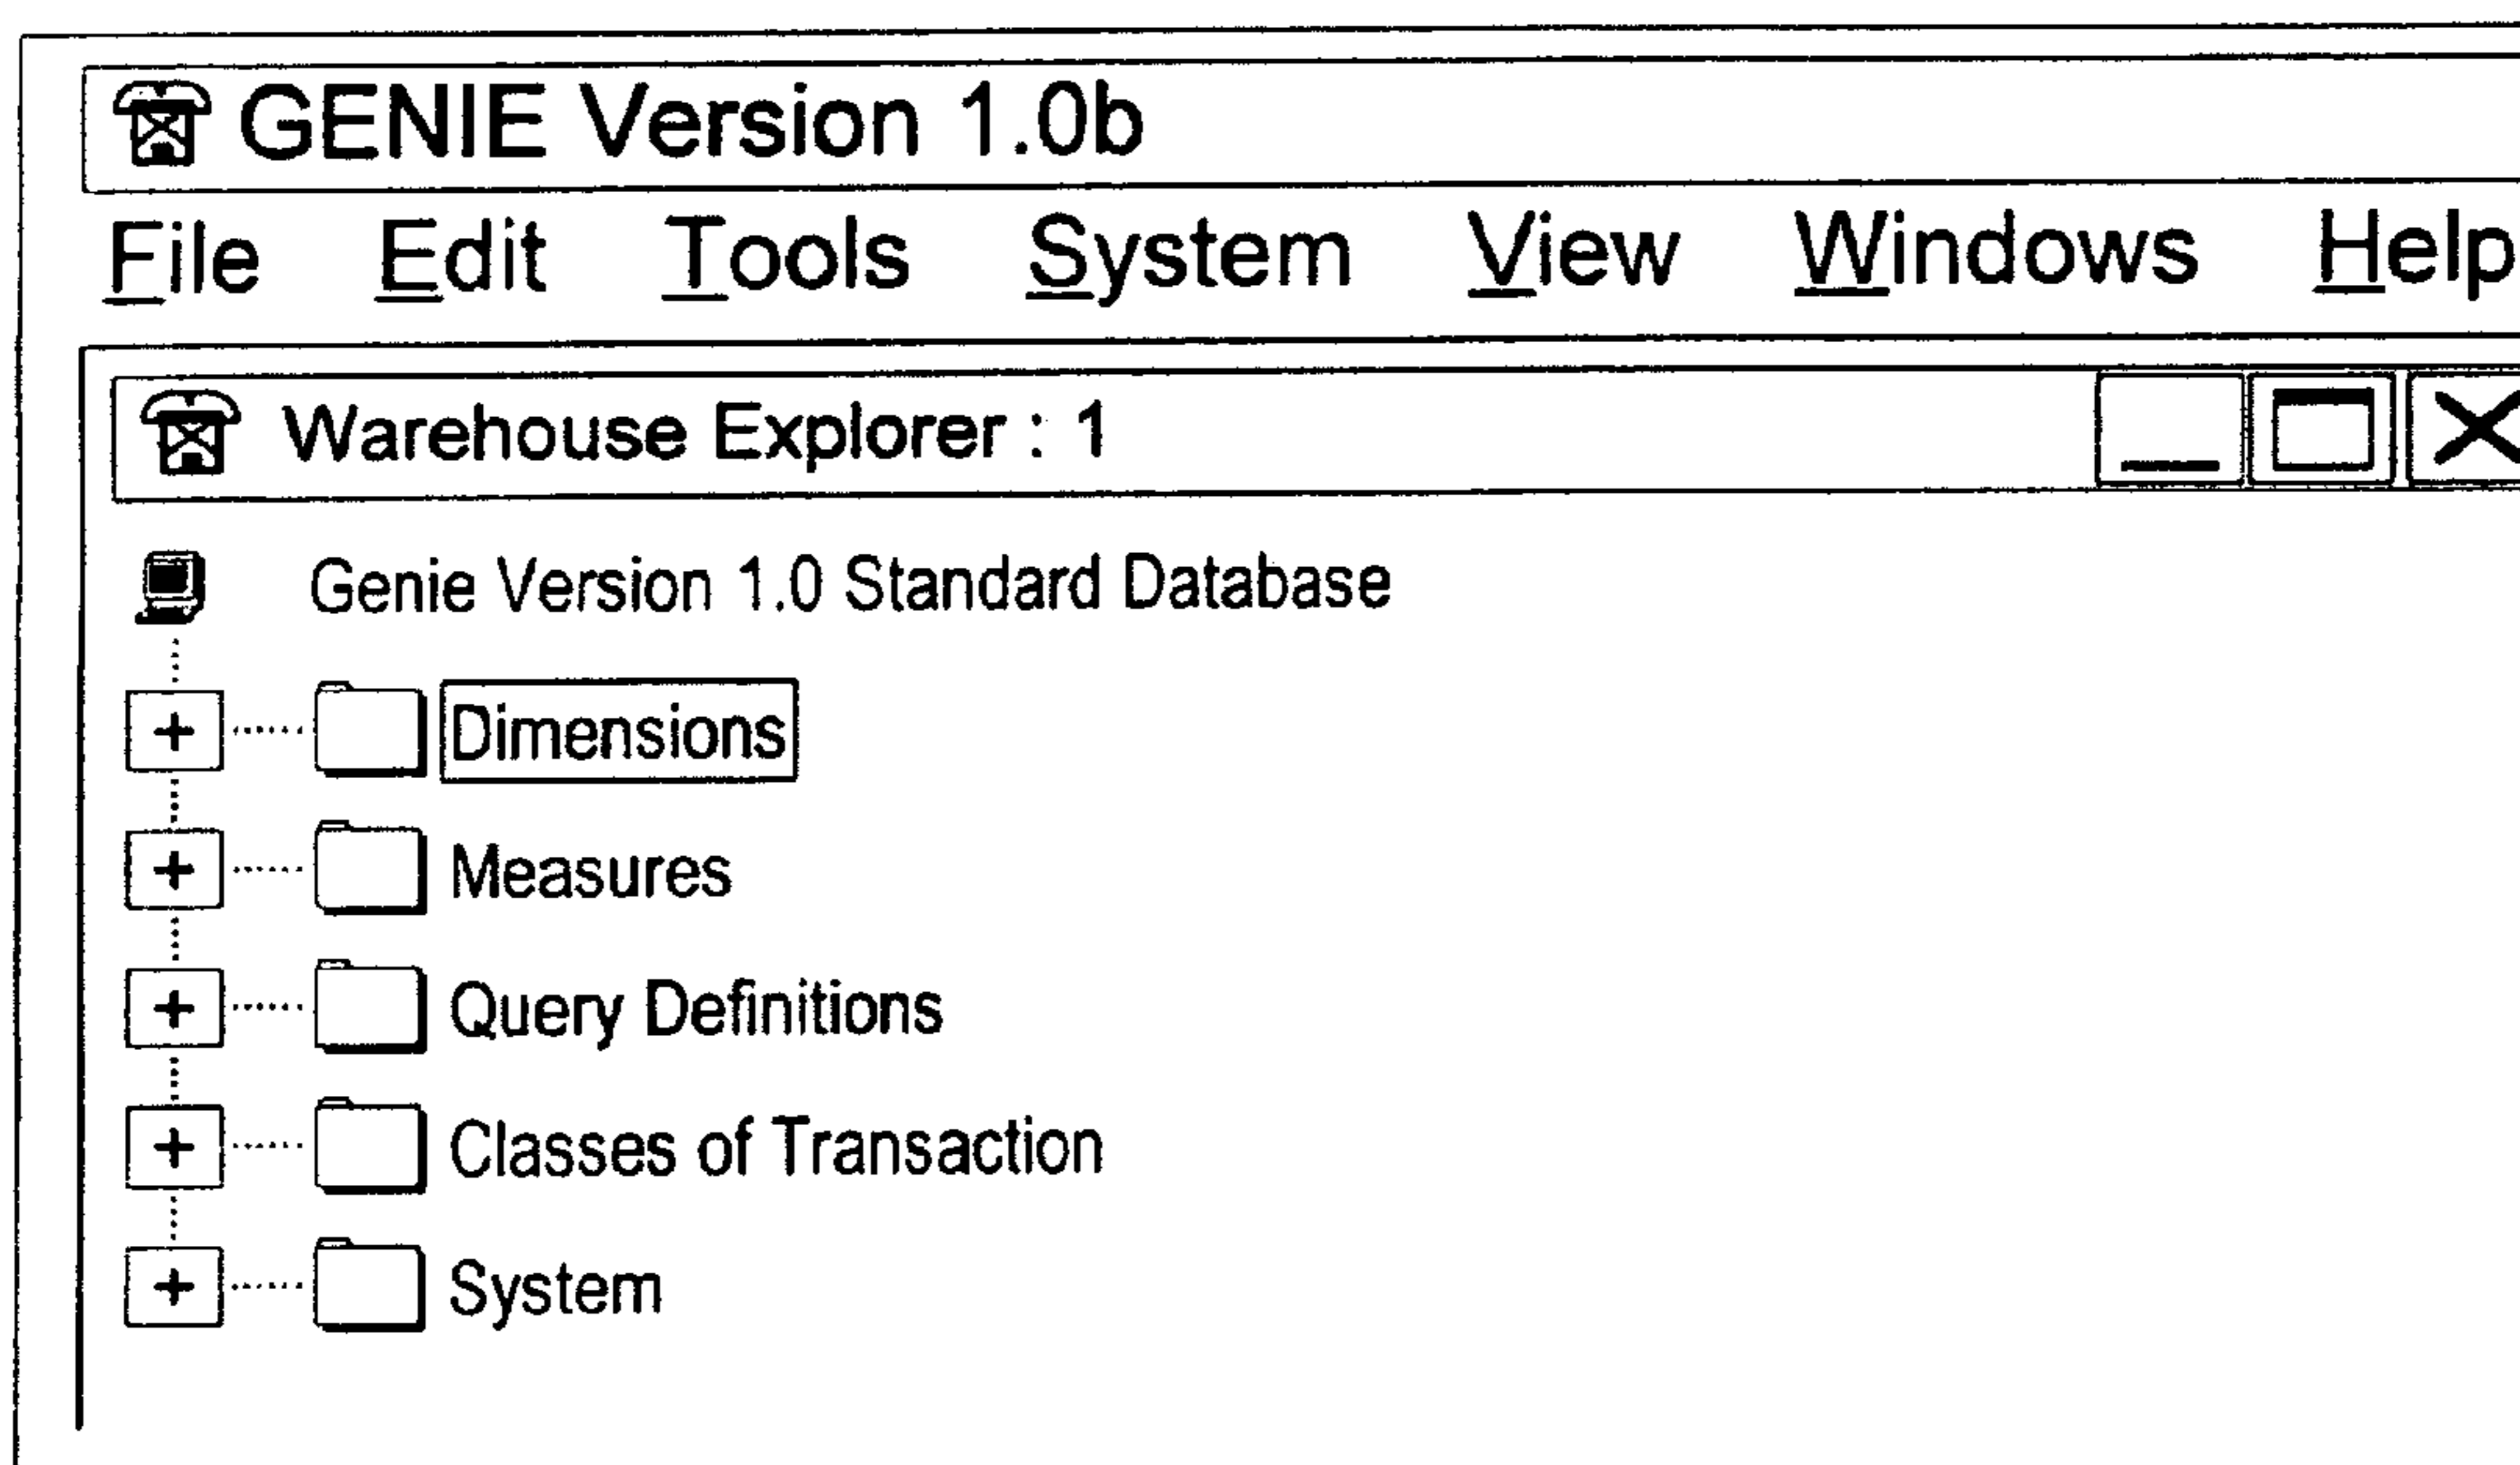 GENIE Version 1.0b
File Edit Tools System View Windows Help
Warehouse Explorer : 1
Genie Version 1.0 Standard Database
Dimensions
Measures
Query Definitions
Classes of Transaction
System